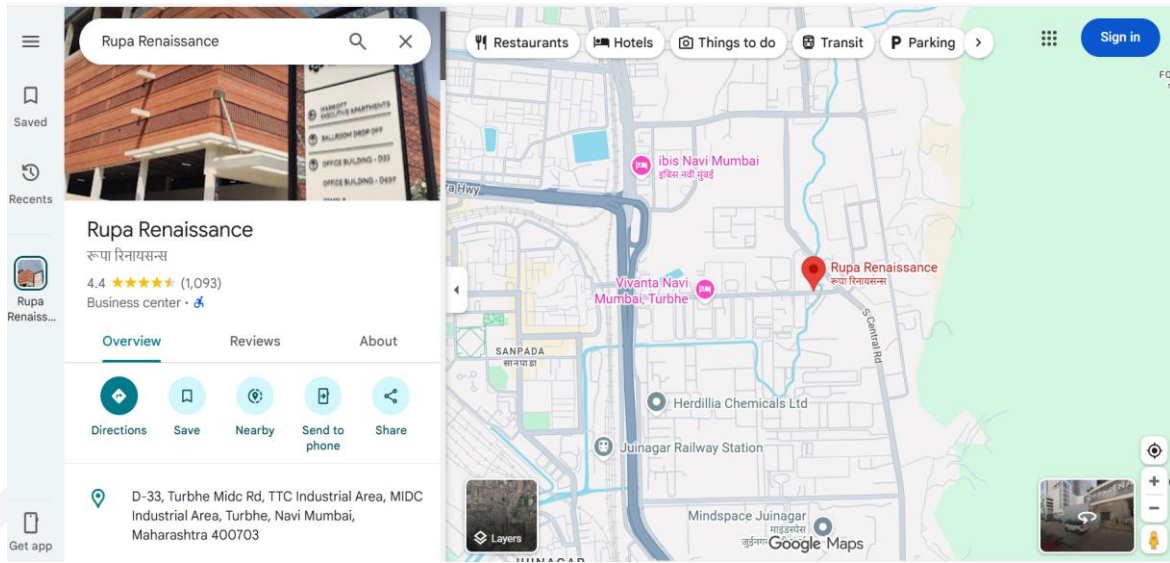 Rupa Renaissance
Saved
Recents
Rupa
Renaiss...
Get app
MARRIOTT
EXECUTIVE APARTMENTS
BALLROOM DROP OFF
OFFICE BUILDING - D33
Rupa Renaissance
रूपा रिनायसन्स
4.4 (1,093)
Business center ·
Overview Reviews About
Directions Save Nearby Send to phone Share
D-33, Turbhe Midc Rd, TTC Industrial Area, MIDC
Industrial Area, Turbhe, Navi Mumbai,
Maharashtra 400703
Restaurants Hotels Things to do Transit P Parking
Sign in
ibis Navi Mumbai
इबिस नवी मुंबई
Hwy
Rupa Renaissance
रूपा रिनायसन्स
Vivanta Navi
Mumbai, Turbhe
S Central Rd
SANPADA
सानपाडा
Herdillia Chemicals Ltd
Juinagar Railway Station
Mindspace Juinagar
माइंडस्पेस
Google Maps
Layers
JUINAGAR